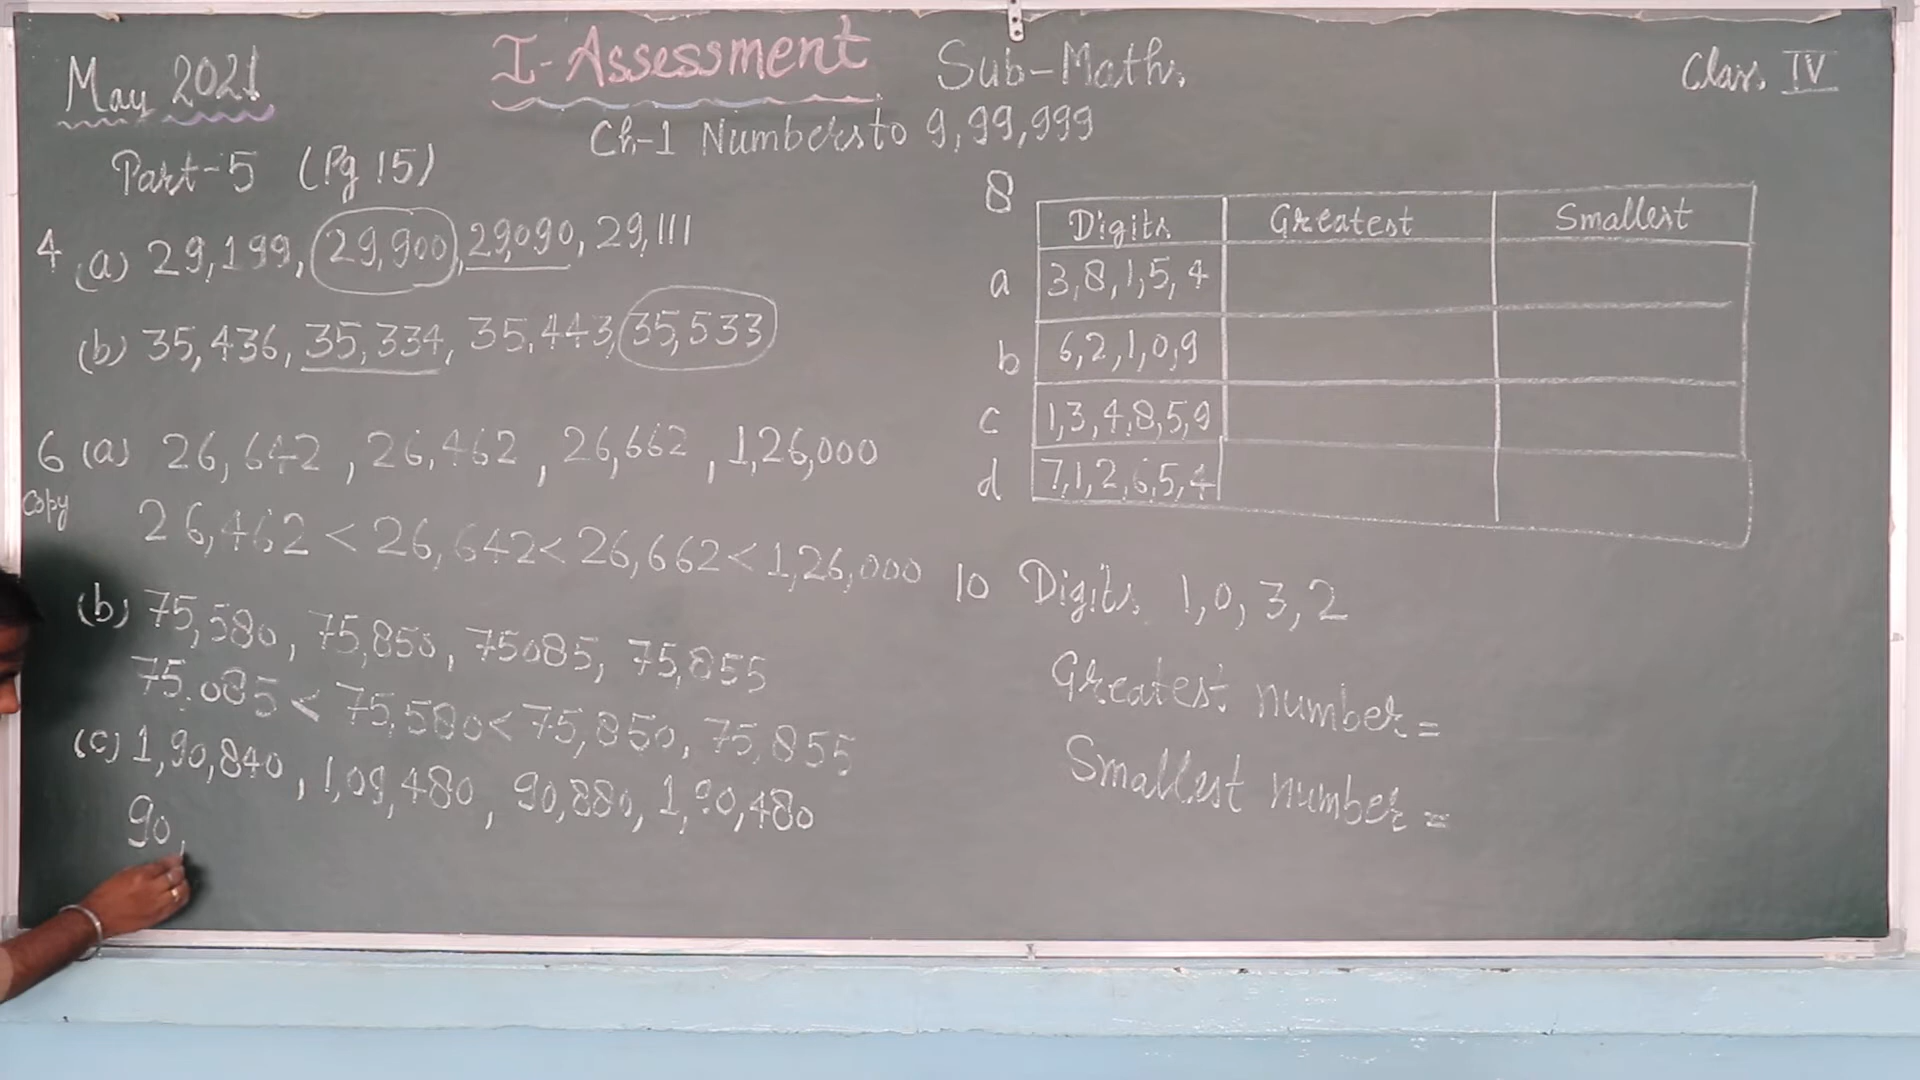 May 2021
I-Assessment
Sub-Maths.
Class IV
Ch-1 Numbers to 9,99,999
Part-5 (Pg 15)
4 (a) 29,199, 29,900, 29,090, 29,111
(b) 35,436, 35,334, 35,443, 35,533
6 (a) 26,642, 26,462, 26,662, 1,26,000
Copy
26,462 < 26,642 < 26,662 < 1,26,000
(b) 75,580, 75,850, 75085, 75,855
75,085 < 75,580 < 75,850, 75,855
(c) 1,90,840, 1,09,480, 90,880, 1,90,480
90,
8
Digits Greatest Smallest
a 3,8,1,5,4
b 6,2,1,0,9
c 1,3,4,8,5,9
d 7,1,2,6,5,4
10 Digits 1,0,3,2
Greatest number =
Smallest number =